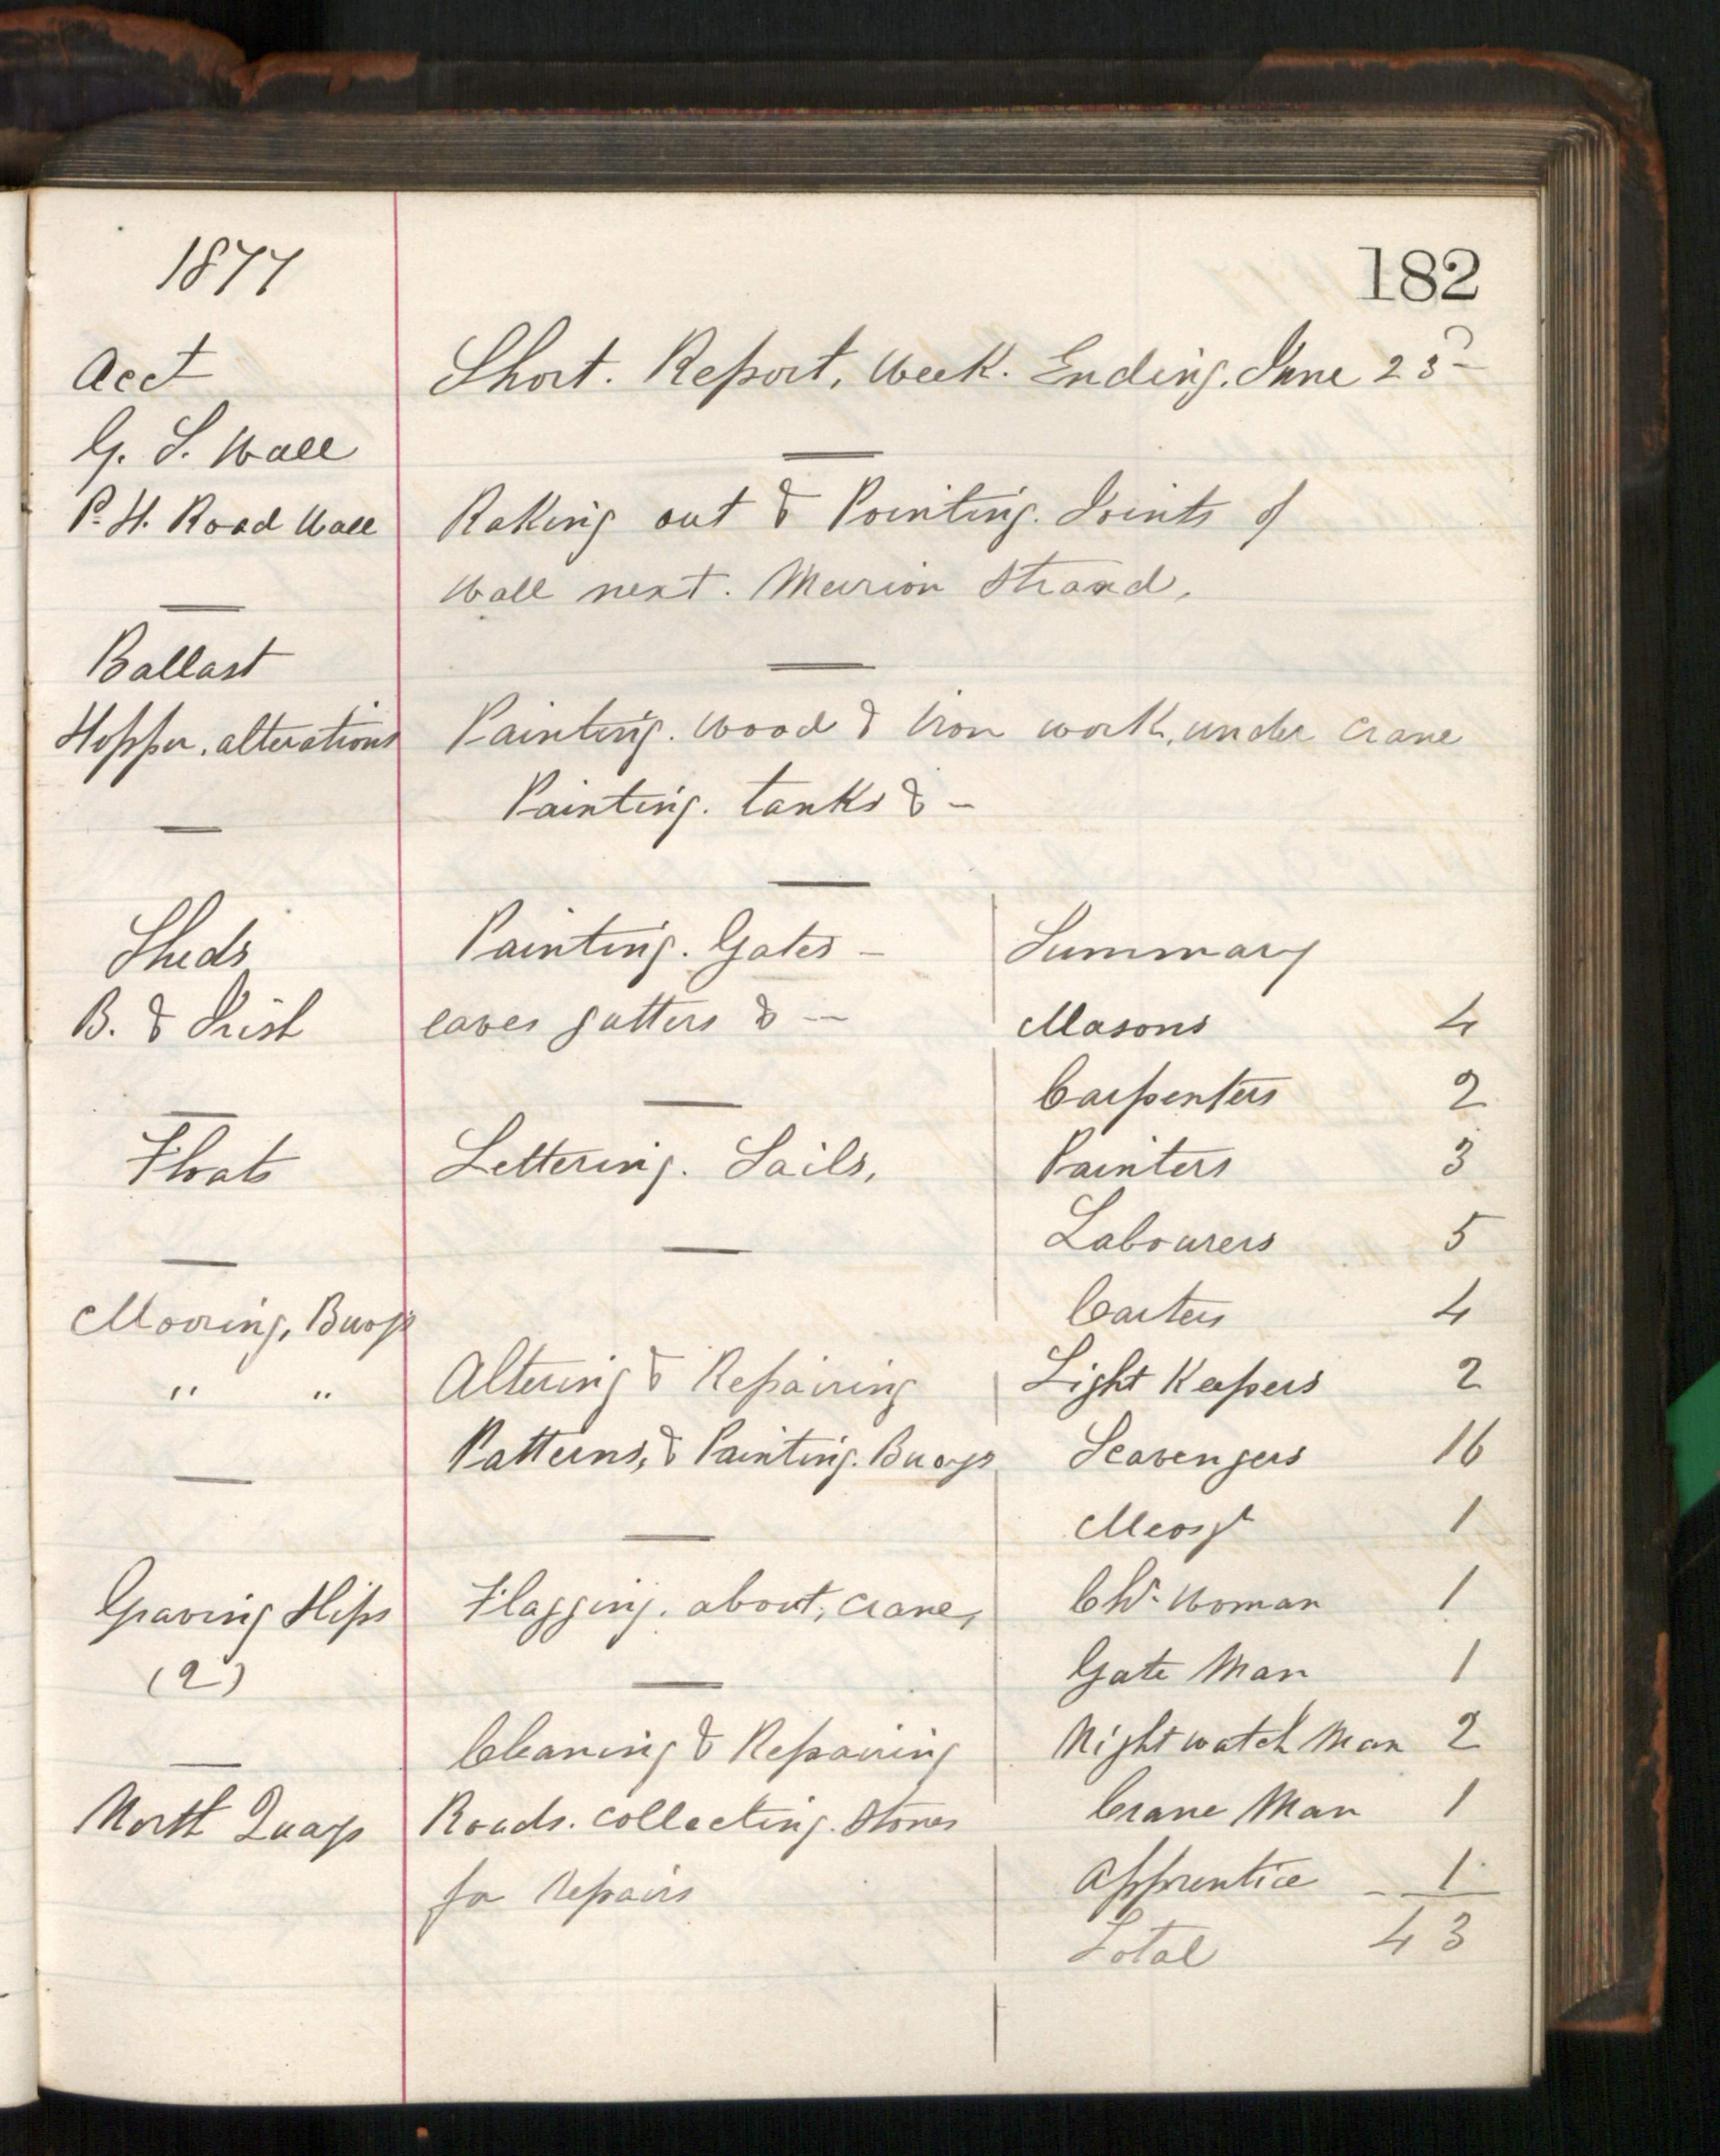 1877
182
Acct
Short. Report, Week. Ending. June 23
G. S. Wall
P. H. Road Wall
Raking out & Pointing. Joints of
Wall next. Merion Strand,
Ballast
Hopper. alterations
Painting. Wood & Iron work, under Crane
Painting. tanks & -
Sheds
B. & Irish
Painting. Gates -
eaves gutters & --
Floats
Lettering. Sails,
Mooring, Buoys
" "
Altering & Repairing
Patterns, & Painting. Buoys
Graving Slips
(2)
Flagging. about, Crane,
North Quays
Cleaning & Repairing
Roads. collecting. Stones
for Repairs
Summary
Masons 4
Carpenters 2
Painters 3
Labourers 5
Carters 4
Light Keepers 2
Scavengers 16
1
Woman 1
Gate Man 1
Night watch Man 2
Crane Man 1
Apprentice - 1
Total 43